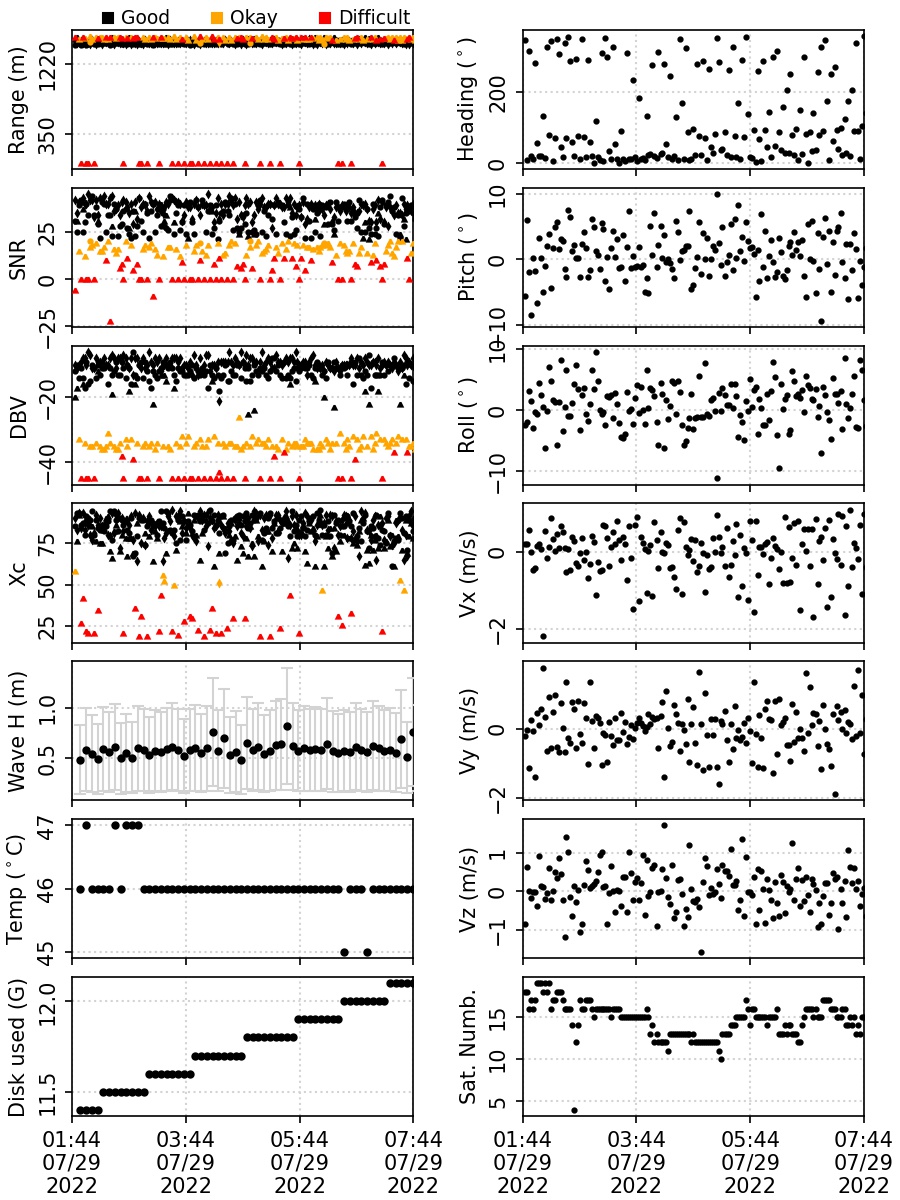 Good Okay Difficult
Range (m)
1220
350
SNR
25
0
−25
DBV
−20
−40
Xc
75
50
25
Wave H (m)
1.0
0.5
Temp (°C)
47
46
45
Disk used (G)
12.0
11.5
01:44 03:44 05:44 07:44
07/29 07/29 07/29 07/29
2022 2022 2022 2022
Heading (°)
200
0
Pitch (°)
10
0
−10
Roll (°)
10
0
−10
Vx (m/s)
0
−2
Vy (m/s)
0
−2
Vz (m/s)
1
0
−1
Sat. Numb.
15
10
5
01:44 03:44 05:44 07:44
07/29 07/29 07/29 07/29
2022 2022 2022 2022